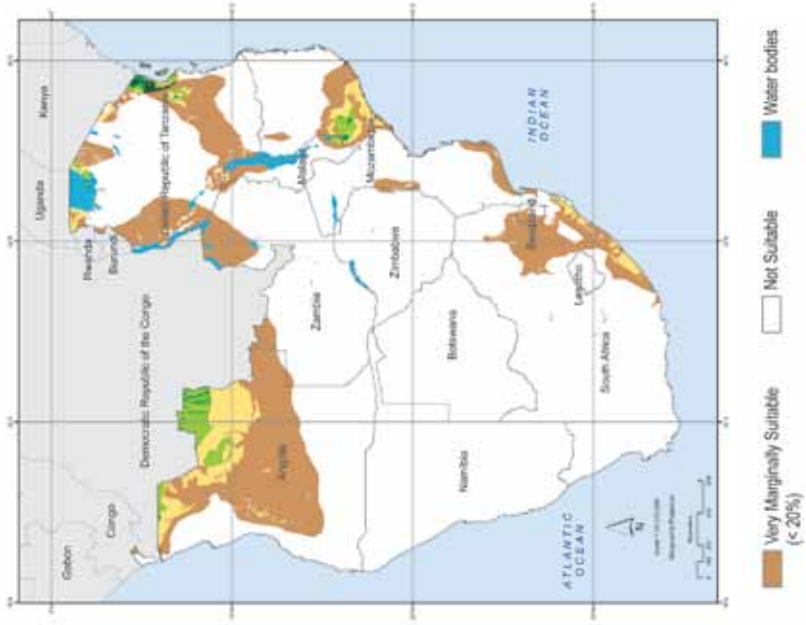 Gabon
Congo
Democratic Republic of the Congo
Uganda
Kenya
Rwanda
Burundi
Republic of Tanzania
Angola
Zambia
Malawi
Mozambique
Zimbabwe
Namibia
Botswana
Swaziland
Lesotho
South Africa
ATLANTIC
OCEAN
INDIAN
OCEAN
N
Very Marginally Suitable
(< 20%)
Not Suitable
Water bodies